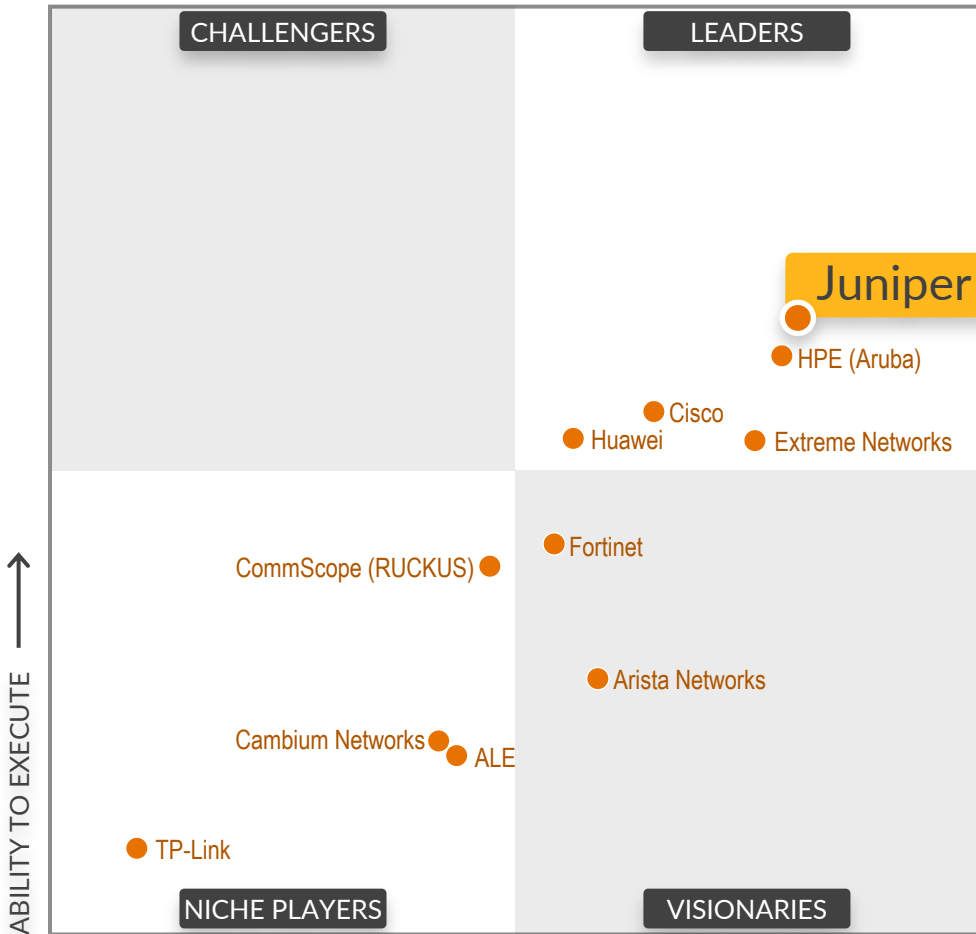 CHALLENGERS
LEADERS
Juniper
HPE (Aruba)
Cisco
Huawei
Extreme Networks
Fortinet
CommScope (RUCKUS)
Arista Networks
Cambium Networks
ALE
TP-Link
NICHE PLAYERS
VISIONARIES
ABILITY TO EXECUTE